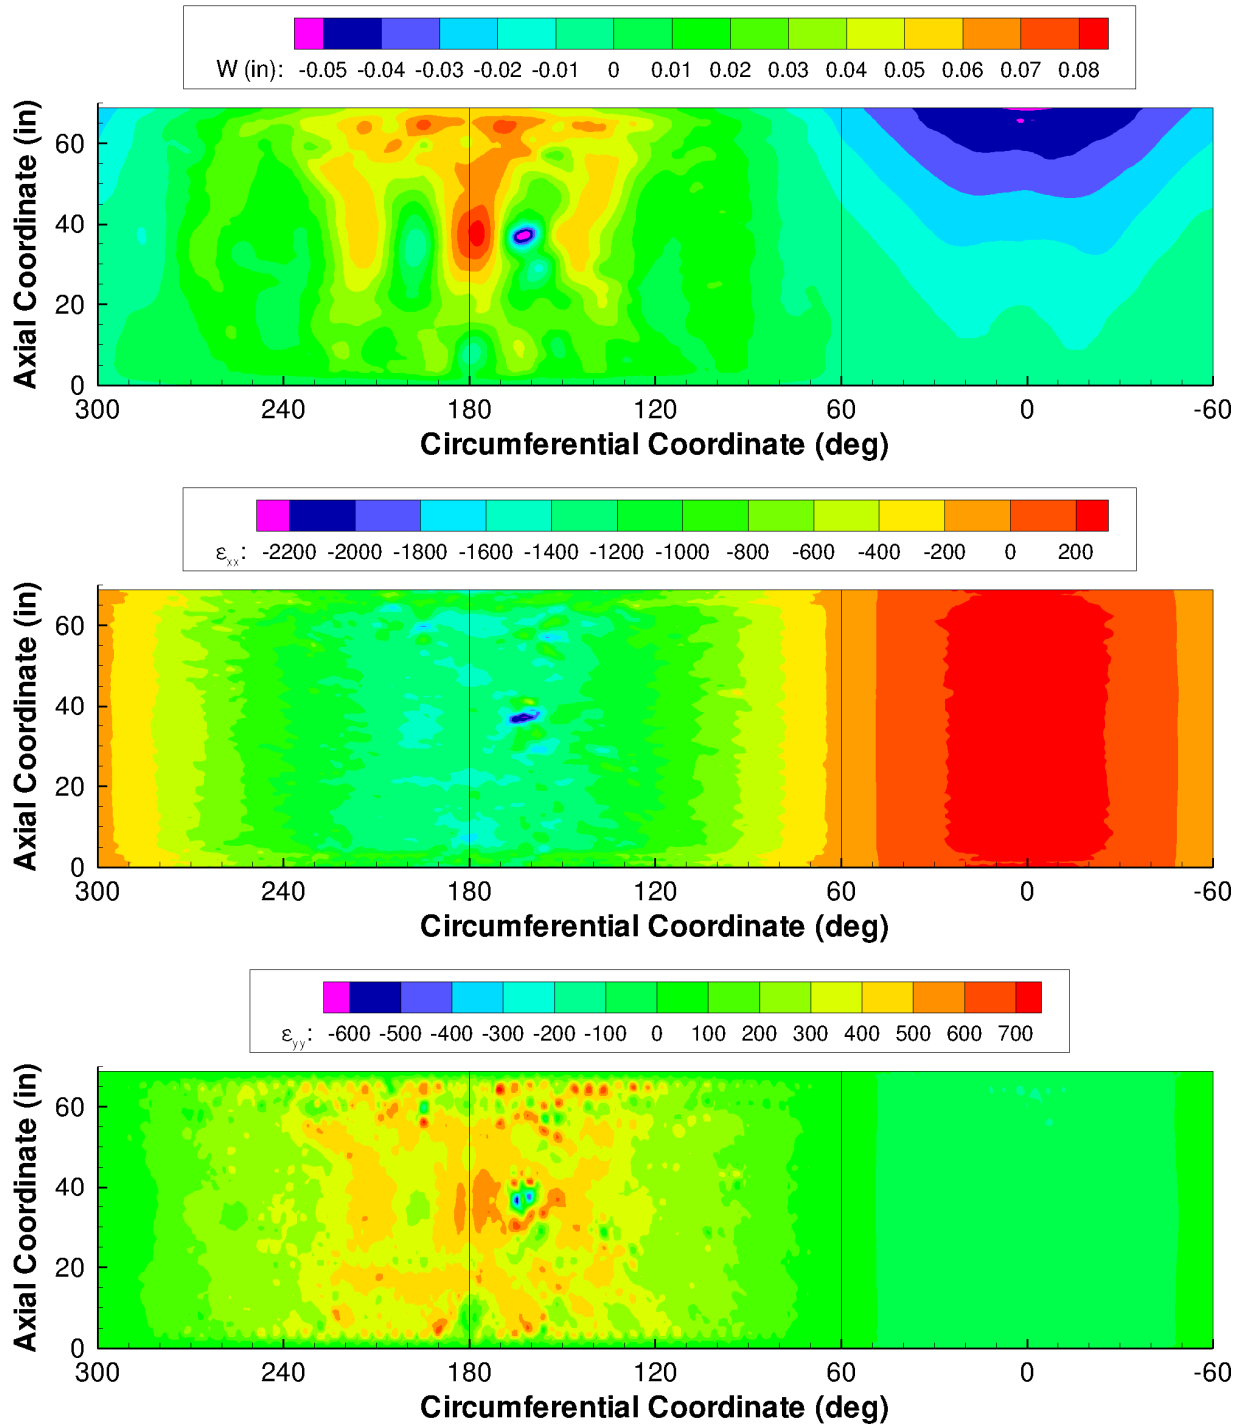 W (in): -0.05 -0.04 -0.03 -0.02 -0.01 0 0.01 0.02 0.03 0.04 0.05 0.06 0.07 0.08
Axial Coordinate (in)
60
40
20
0
300 240 180 120 60 0 -60
Circumferential Coordinate (deg)
εxx: -2200 -2000 -1800 -1600 -1400 -1200 -1000 -800 -600 -400 -200 0 200
Axial Coordinate (in)
60
40
20
0
300 240 180 120 60 0 -60
Circumferential Coordinate (deg)
εyy: -600 -500 -400 -300 -200 -100 0 100 200 300 400 500 600 700
Axial Coordinate (in)
60
40
20
0
300 240 180 120 60 0 -60
Circumferential Coordinate (deg)